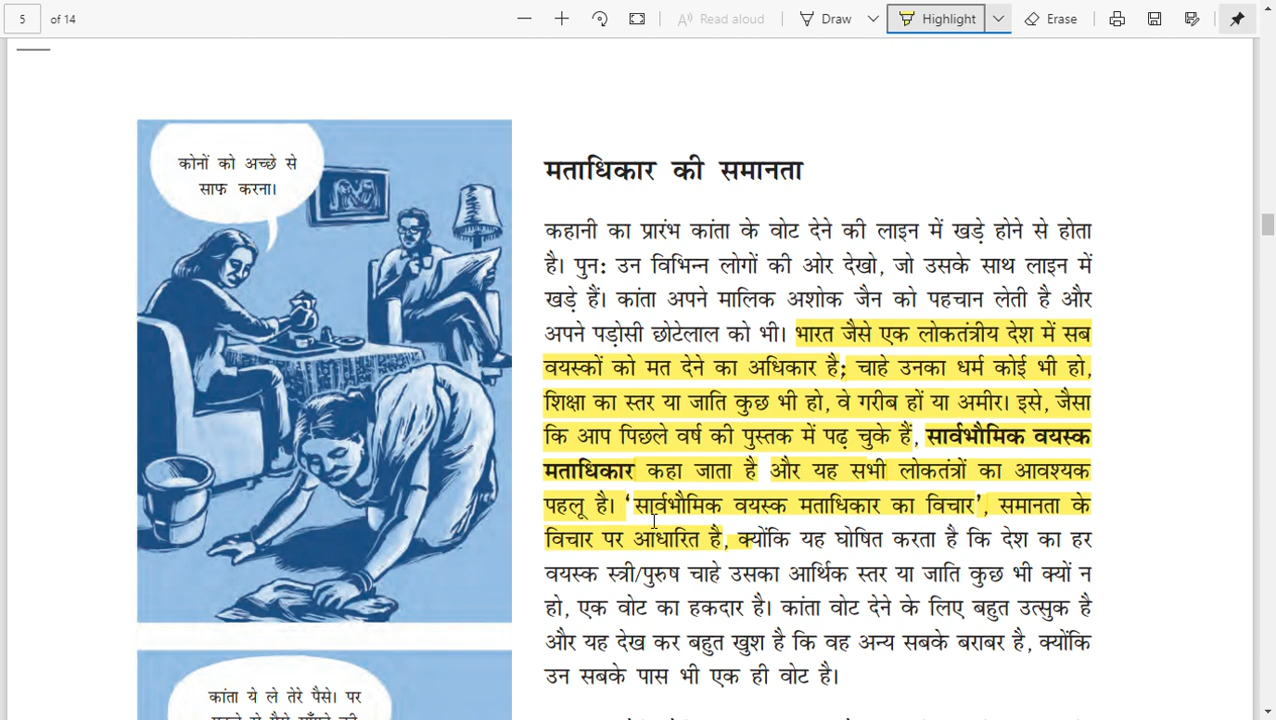 5 of 14
Read aloud
Draw
Highlight
Erase
कोनों को अच्छे से
साफ करना।
मताधिकार की समानता
कहानी का प्रारंभ कांता के वोट देने की लाइन में खड़े होने से होता
है। पुन: उन विभिन्न लोगों की ओर देखो, जो उसके साथ लाइन में
खड़े हैं। कांता अपने मालिक अशोक जैन को पहचान लेती है और
अपने पड़ोसी छोटेलाल को भी। भारत जैसे एक लोकतंत्रीय देश में सब
वयस्कों को मत देने का अधिकार है; चाहे उनका धर्म कोई भी हो,
शिक्षा का स्तर या जाति कुछ भी हो, वे गरीब हों या अमीर। इसे, जैसा
कि आप पिछले वर्ष की पुस्तक में पढ़ चुके हैं, सार्वभौमिक वयस्क
मताधिकार कहा जाता है और यह सभी लोकतंत्रों का आवश्यक
पहलू है। ‘सार्वभौमिक वयस्क मताधिकार का विचार’, समानता के
विचार पर आधारित है, क्योंकि यह घोषित करता है कि देश का हर
वयस्क स्त्री/पुरुष चाहे उसका आर्थिक स्तर या जाति कुछ भी क्यों न
हो, एक वोट का हकदार है। कांता वोट देने के लिए बहुत उत्सुक है
और यह देख कर बहुत खुश है कि वह अन्य सबके बराबर है, क्योंकि
उन सबके पास भी एक ही वोट है।
कांता ये ले तेरे पैसे। पर